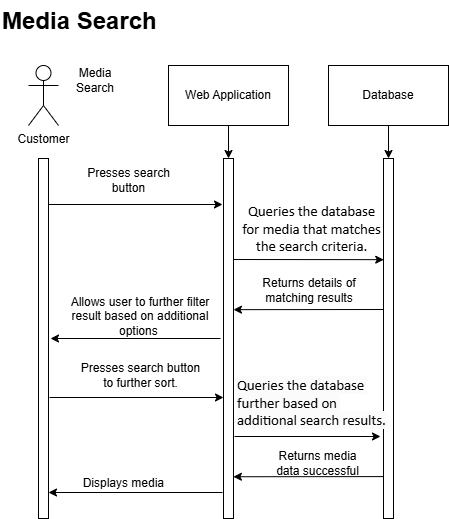 Media Search
Media
Search
Customer
Web Application
Database
Presses search
button
Queries the database
for media that matches
the search criteria.
Returns details of
matching results
Allows user to further filter
result based on additional
options
Presses search button
to further sort.
Queries the database
further based on
additional search results.
Returns media
data successful
Displays media